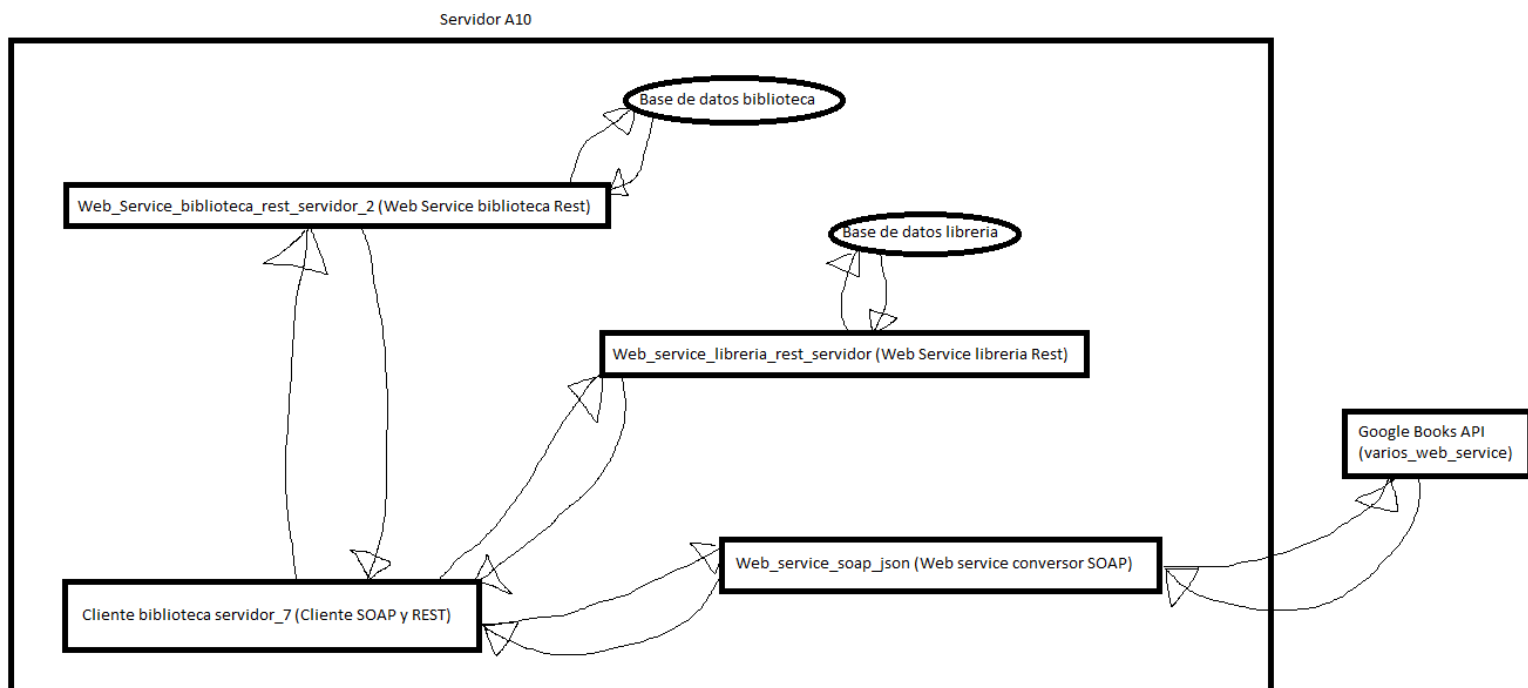 Servidor A10
Base de datos biblioteca
Web_Service_biblioteca_rest_servidor_2 (Web Service biblioteca Rest)
Base de datos libreria
Web_service_libreria_rest_servidor (Web Service libreria Rest)
Google Books API
(varios_web_service)
Web_service_soap_json (Web service conversor SOAP)
Cliente biblioteca servidor_7 (Cliente SOAP y REST)